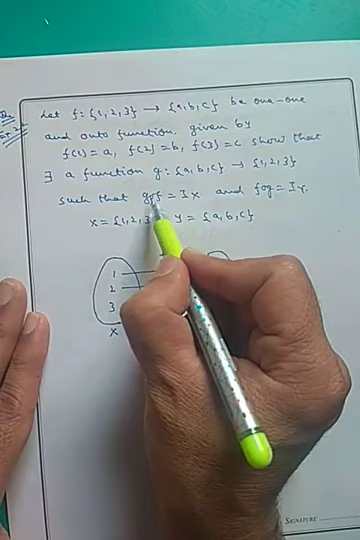 Let f: {1,2,3} → {a,b,c} be one-one
and onto function. given by
f(1) = a, f(2) = b, f(3) = c show that
∃ a function g: {a,b,c} → {1,2,3}
such that gof = Ix and fog = Iy.
x = {1,2,3} y = {a,b,c}
1
2
3
x
SIGNATURE